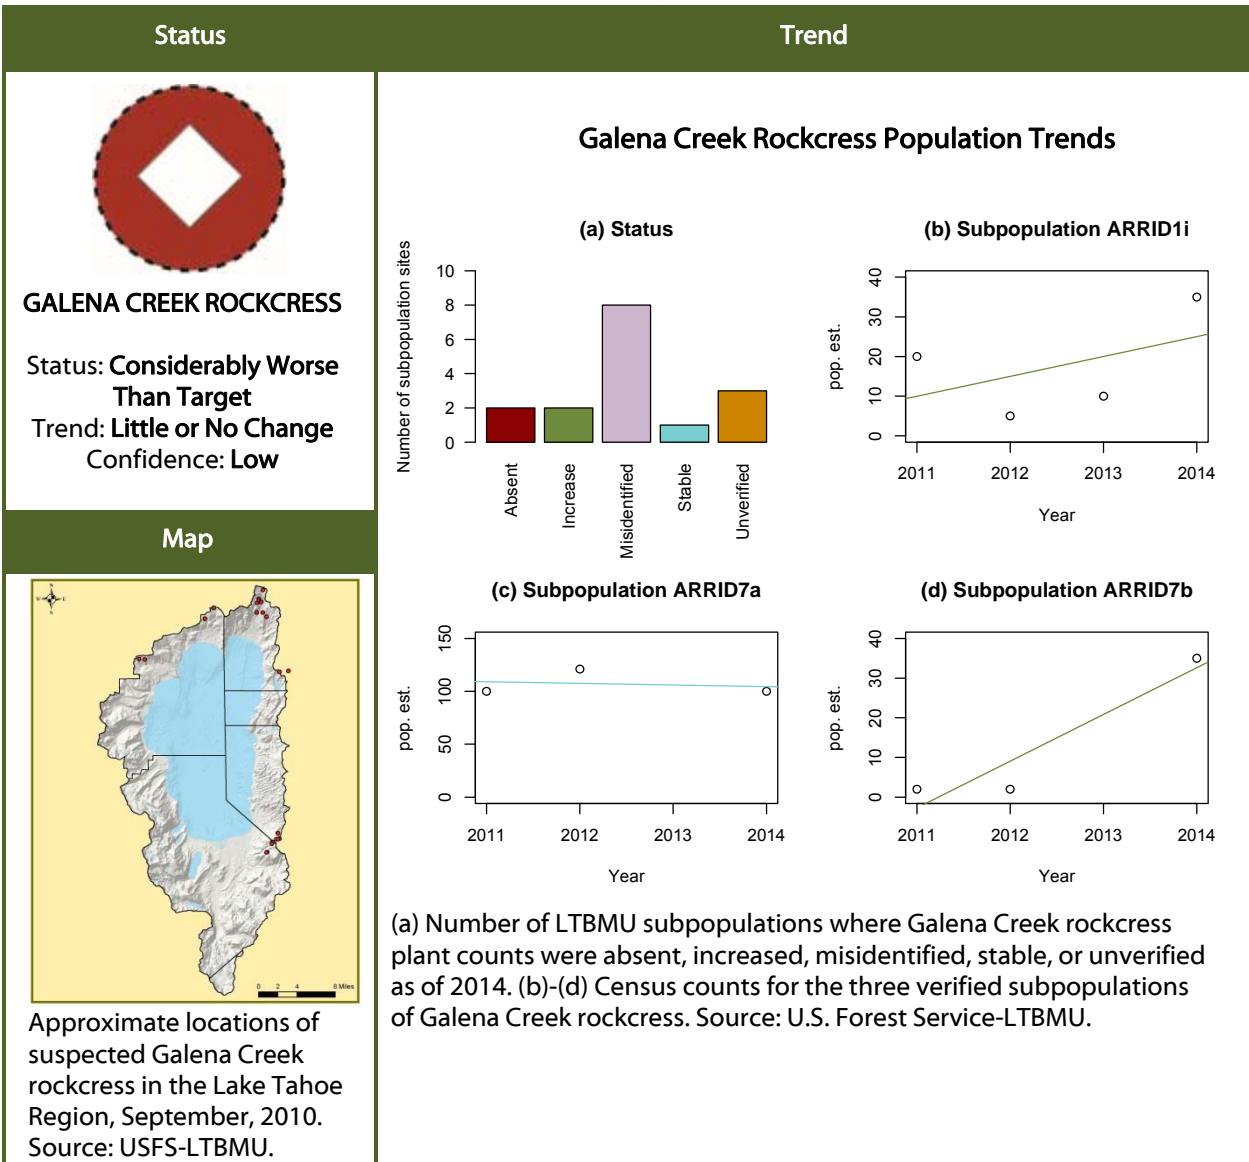 Status
Trend
GALENA CREEK ROCKCRESS
Status: Considerably Worse
Than Target
Trend: Little or No Change
Confidence: Low
Map
N
W
E
S
0 2 4 8 Miles
Approximate locations of
suspected Galena Creek
rockcress in the Lake Tahoe
Region, September, 2010.
Source: USFS-LTBMU.
Galena Creek Rockcress Population Trends
(a) Status
Number of subpopulation sites
10
8
6
4
2
0
Absent
Increase
Misidentified
Stable
Unverified
(b) Subpopulation ARRID1i
pop. est.
40
30
20
10
0
2011 2012 2013 2014
Year
(c) Subpopulation ARRID7a
pop. est.
150
100
50
0
2011 2012 2013 2014
Year
(d) Subpopulation ARRID7b
pop. est.
40
30
20
10
0
2011 2012 2013 2014
Year
(a) Number of LTBMU subpopulations where Galena Creek rockcress
plant counts were absent, increased, misidentified, stable, or unverified
as of 2014. (b)-(d) Census counts for the three verified subpopulations
of Galena Creek rockcress. Source: U.S. Forest Service-LTBMU.